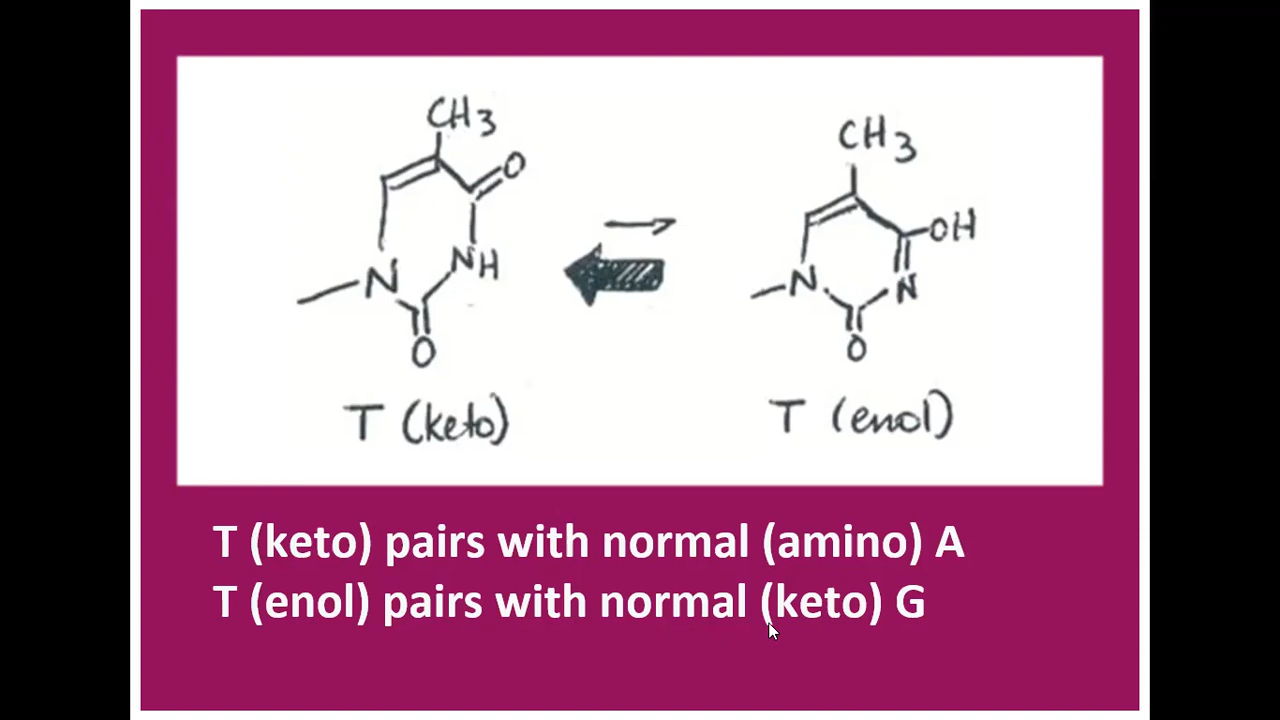 CH3
O
N
NH
O
T (keto)
CH3
OH
N
N
O
T (enol)
T (keto) pairs with normal (amino) A
T (enol) pairs with normal (keto) G